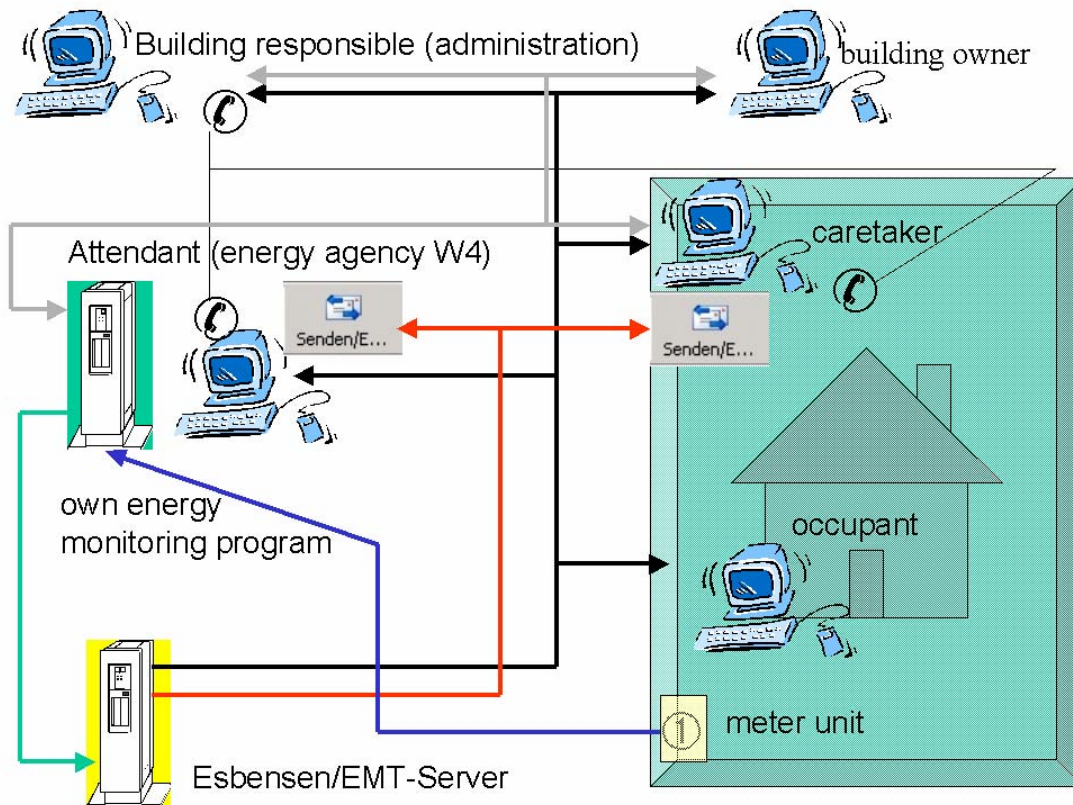 Building responsible (administration)
building owner
caretaker
Attendant (energy agency W4)
Senden/E...
Senden/E...
own energy
monitoring program
occupant
1
meter unit
Esbensen/EMT-Server